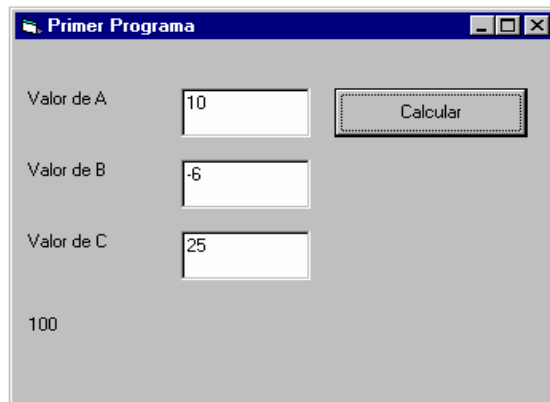 Primer Programa
Valor de A
10
Calcular
Valor de B
-6
Valor de C
25
100